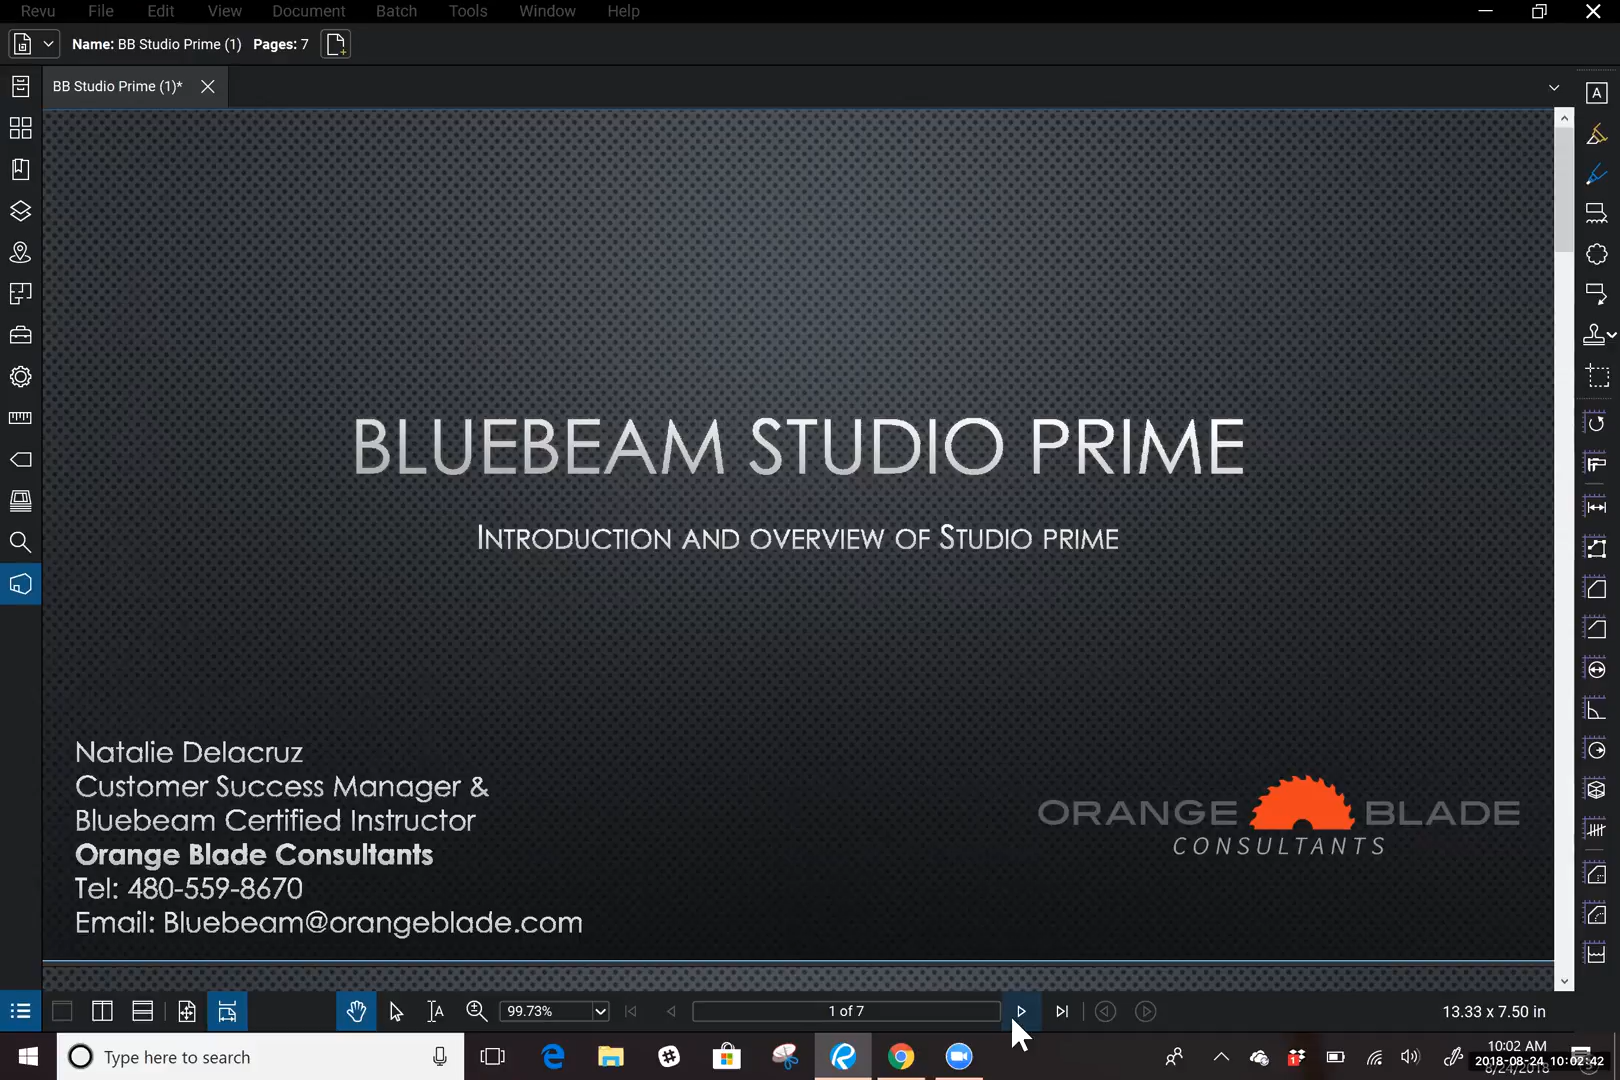 Revu File Edit View Document Batch Tools Window Help
Name: BB Studio Prime (1) Pages: 7
BB Studio Prime (1)*
BLUEBEAM STUDIO PRIME
INTRODUCTION AND OVERVIEW OF STUDIO PRIME
Natalie Delacruz
Customer Success Manager &
Bluebeam Certified Instructor
Orange Blade Consultants
Tel: 480-559-8670
Email: Bluebeam@orangeblade.com
ORANGE BLADE
CONSULTANTS
99.73%
1 of 7
13.33 x 7.50 in
Type here to search
10:02 AM
2018-08-24 10:02:42
8/24/2018